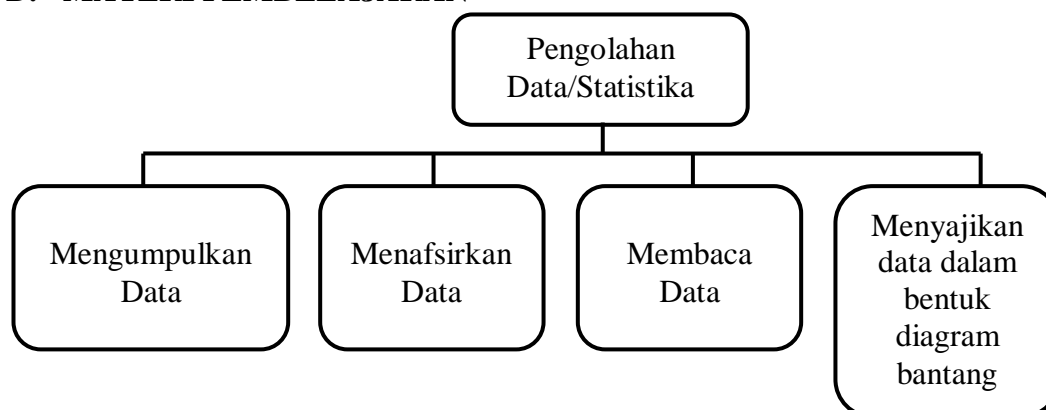 Pengolahan
Data/Statistika
Mengumpulkan
Data
Menafsirkan
Data
Membaca
Data
Menyajikan
data dalam
bentuk
diagram
bantang